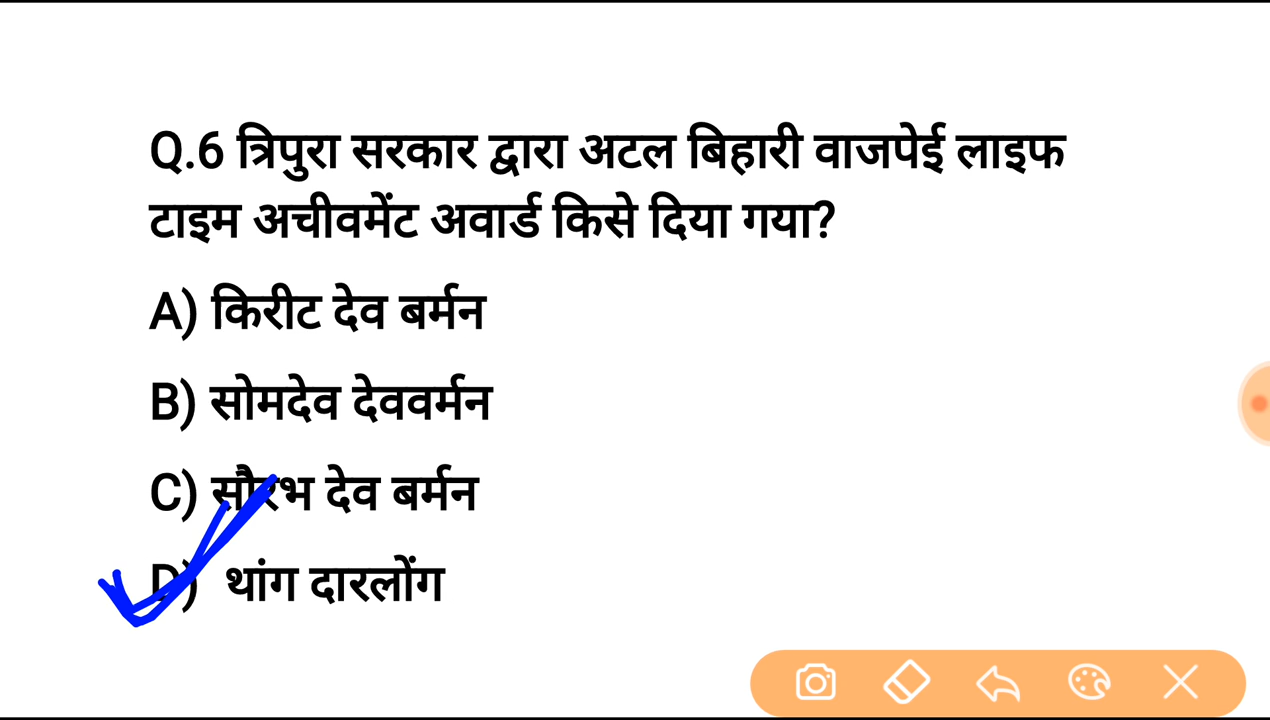 Q.6 त्रिपुरा सरकार द्वारा अटल बिहारी वाजपेई लाइफ
टाइम अचीवमेंट अवार्ड किसे दिया गया?
A) किरीट देव बर्मन
B) सोमदेव देववर्मन
C) सौरभ देव बर्मन
D) थांग दारलोंग